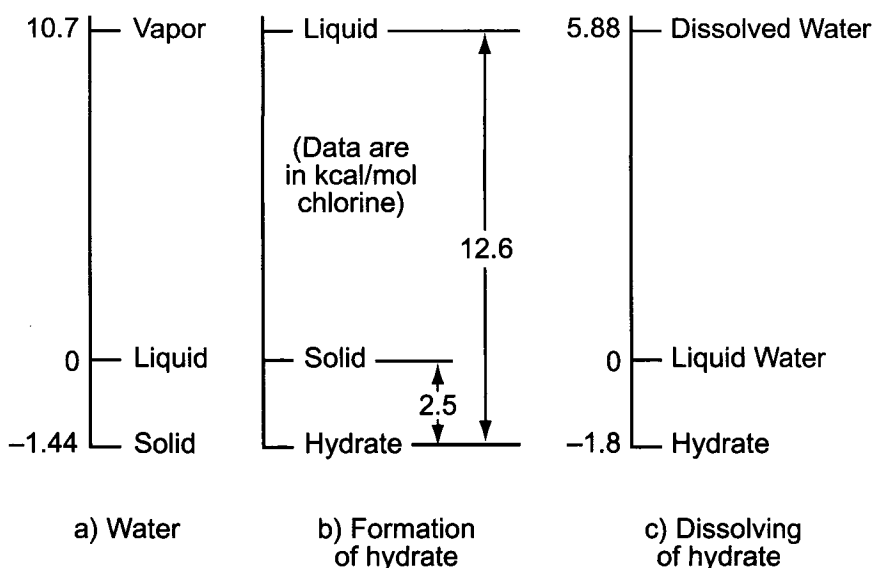 10.7 Vapor
0 Liquid
−1.44 Solid
a) Water
Liquid
(Data are
in kcal/mol
chlorine)
12.6
Solid
2.5
Hydrate
b) Formation
of hydrate
5.88 Dissolved Water
0 Liquid Water
−1.8 Hydrate
c) Dissolving
of hydrate